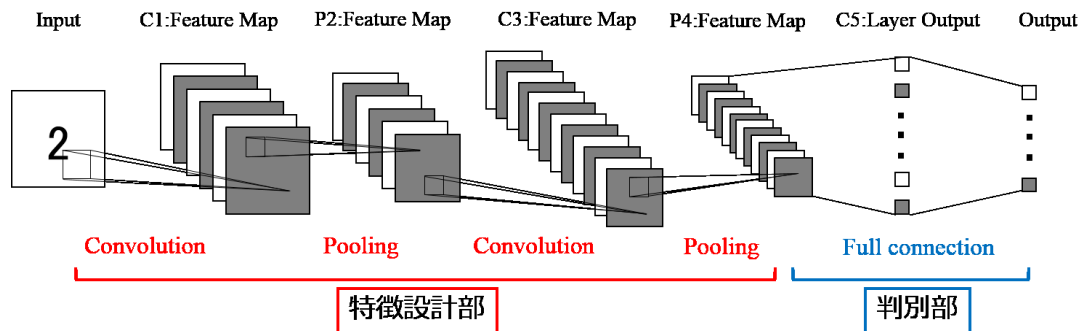 Input C1:Feature Map P2:Feature Map C3:Feature Map P4:Feature Map C5:Layer Output Output
2
Convolution Pooling Convolution Pooling Full connection
特徴設計部 判別部